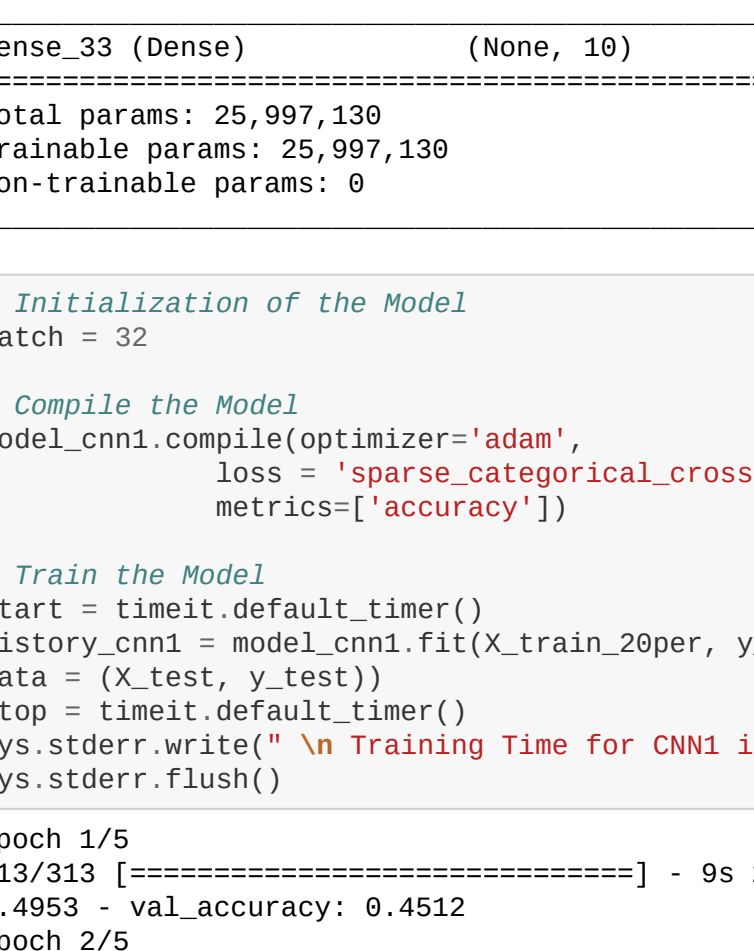 ense_33 (Dense) (None, 10)
==============================================
otal params: 25,997,130
rainable params: 25,997,130
on-trainable params: 0
Initialization of the Model
atch = 32
Compile the Model
odel_cnn1.compile(optimizer='adam',
loss = 'sparse_categorical_cross
metrics=['accuracy'])
Train the Model
tart = timeit.default_timer()
istory_cnn1 = model_cnn1.fit(X_train_20per, y
ata = (X_test, y_test))
top = timeit.default_timer()
ys.stderr.write(" \n Training Time for CNN1 i
ys.stderr.flush()
poch 1/5
13/313 [==============================] - 9s
.4953 - val_accuracy: 0.4512
poch 2/5